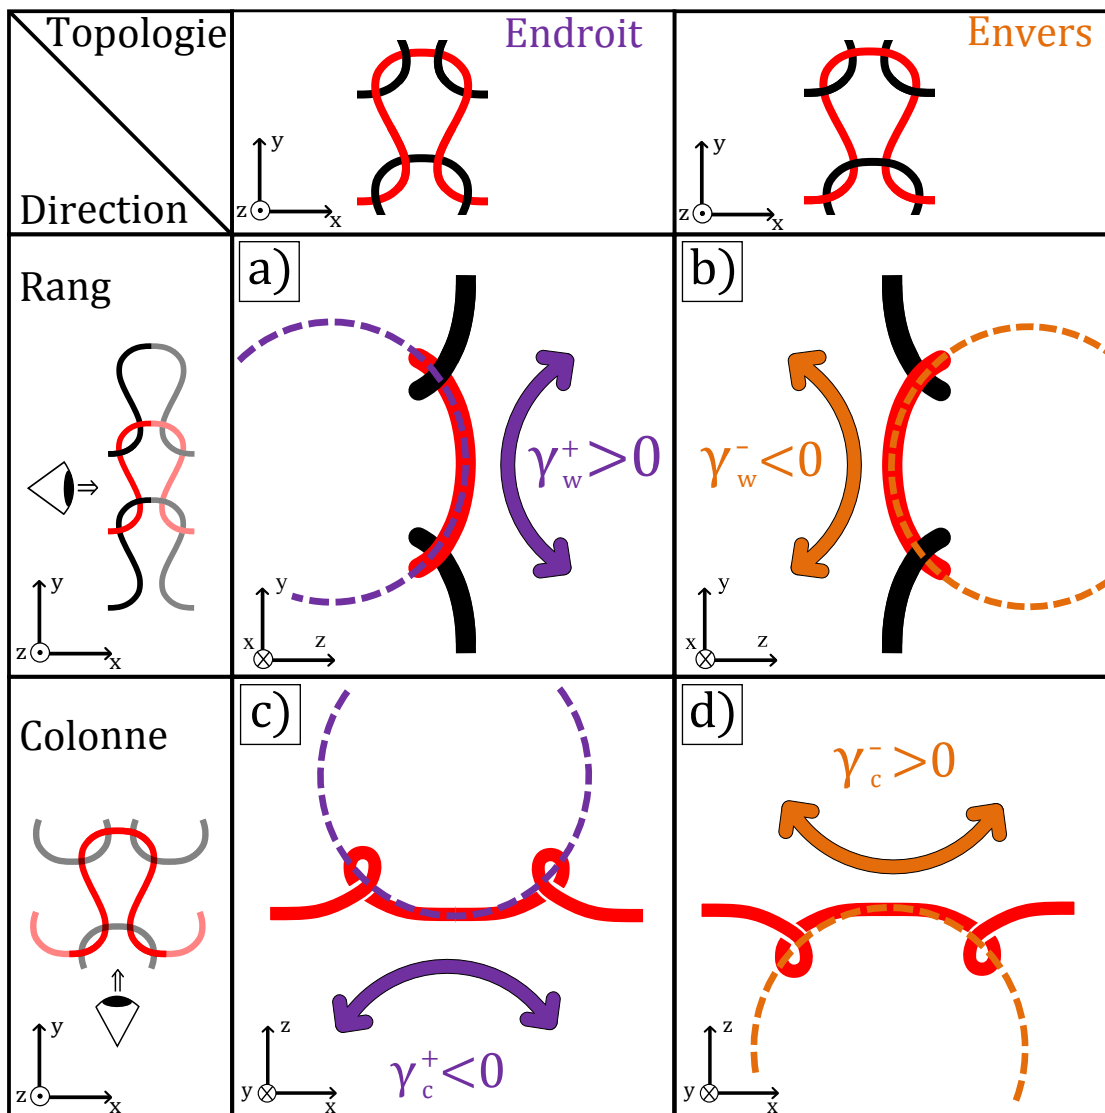 Topologie
Endroit
Envers
Direction
y
z
x
y
z
x
Rang
y
z
x
a)
γ⁺w>0
y
x
z
b)
γ⁻w<0
y
x
z
Colonne
y
z
x
c)
γ⁺c<0
z
y
x
d)
γ⁻c>0
z
y
x